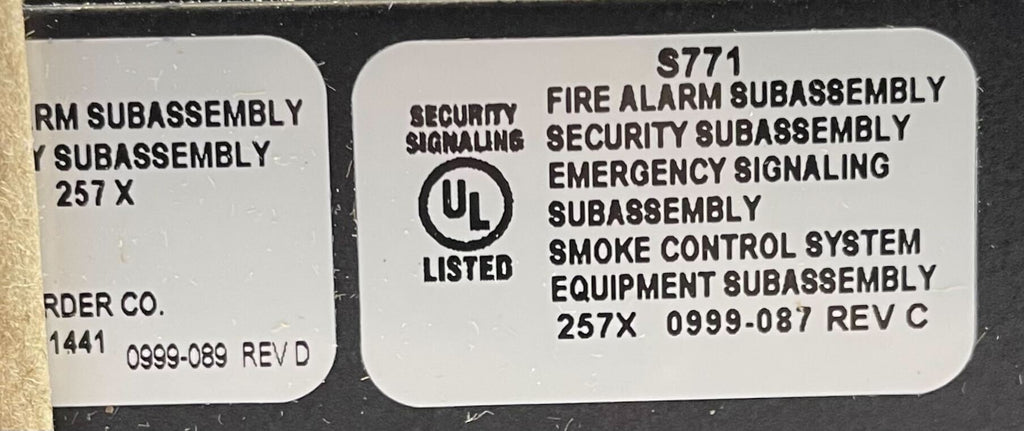 RM SUBASSEMBLY
Y SUBASSEMBLY
257 X
RDER CO.
1441
0999-089 REV D
S771
SECURITY
SIGNALING
UL
LISTED
FIRE ALARM SUBASSEMBLY
SECURITY SUBASSEMBLY
EMERGENCY SIGNALING
SUBASSEMBLY
SMOKE CONTROL SYSTEM
EQUIPMENT SUBASSEMBLY
257X 0999-087 REV C